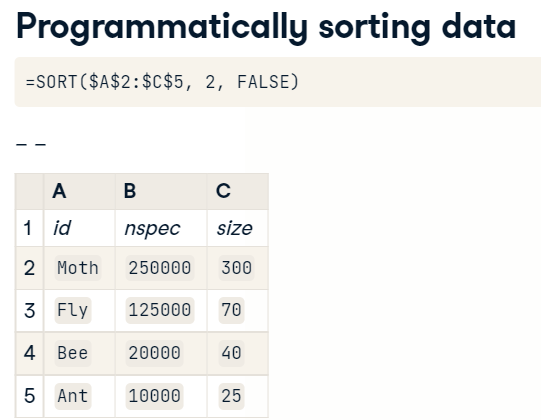 Programmatically sorting data
=SORT($A$2:$C$5, 2, FALSE)
– –
A B C
1 id nspec size
2 Moth 250000 300
3 Fly 125000 70
4 Bee 20000 40
5 Ant 10000 25